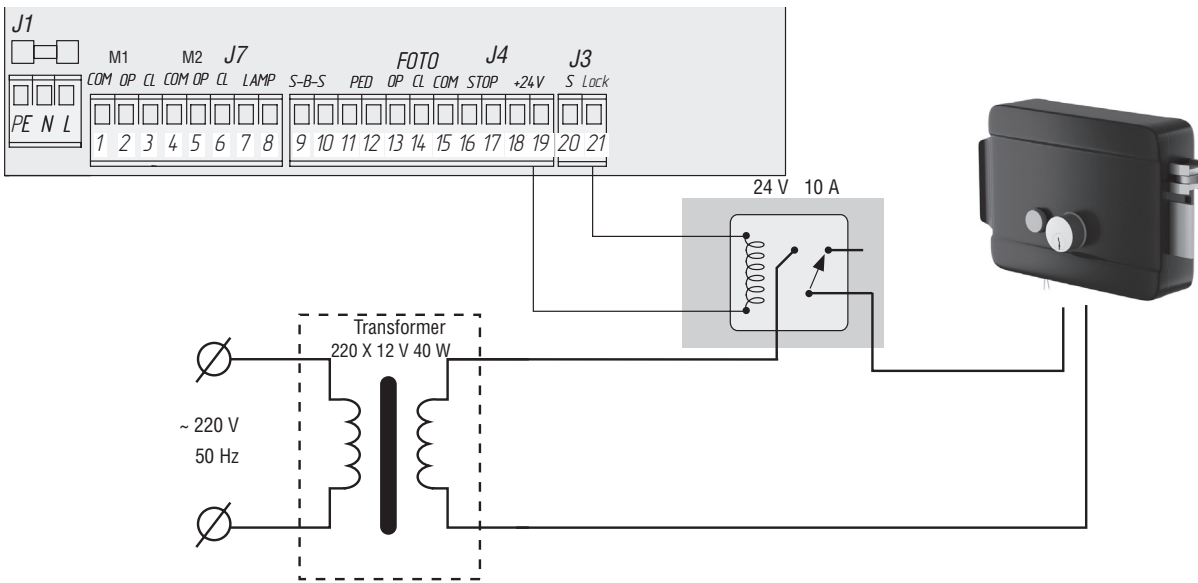 J1
M1 M2 J7 FOTO J4 J3
COM OP CL COM OP CL LAMP S-B-S PED OP CL COM STOP +24V S Lock
PE N L
1 2 3 4 5 6 7 8 9 10 11 12 13 14 15 16 17 18 19 20 21
24 V 10 A
Transformer
220 X 12 V 40 W
~ 220 V
50 Hz